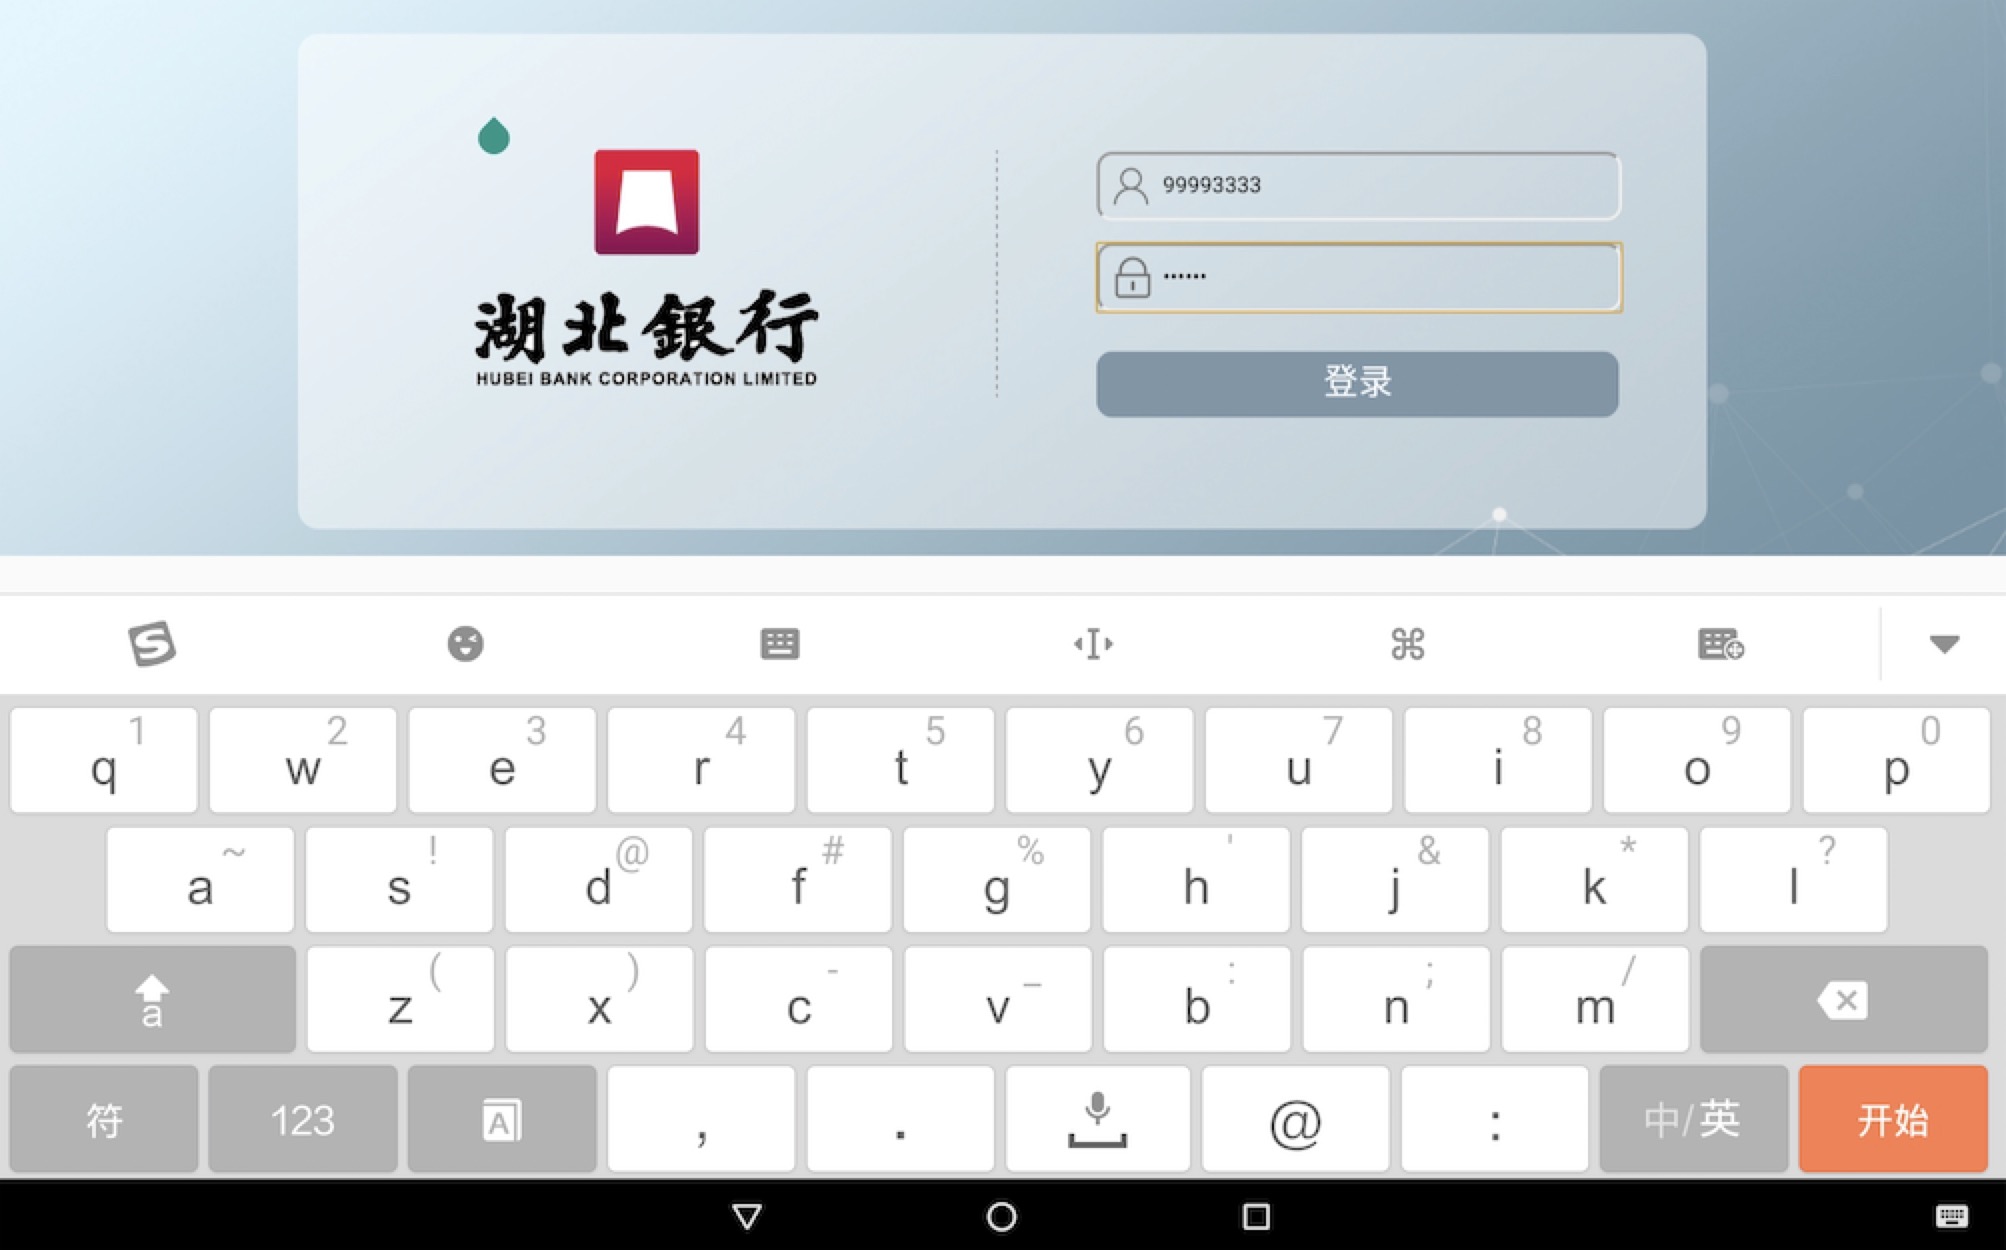 湖北銀行
HUBEI BANK CORPORATION LIMITED
99993333
••••••
登录
1 2 3 4 5 6 7 8 9 0
q w e r t y u i o p
~ ! @ # % ' & * ?
a s d f g h j k l
( ) - _ : ; /
a z x c v b n m
符 123 A , . @ : 中/英 开始